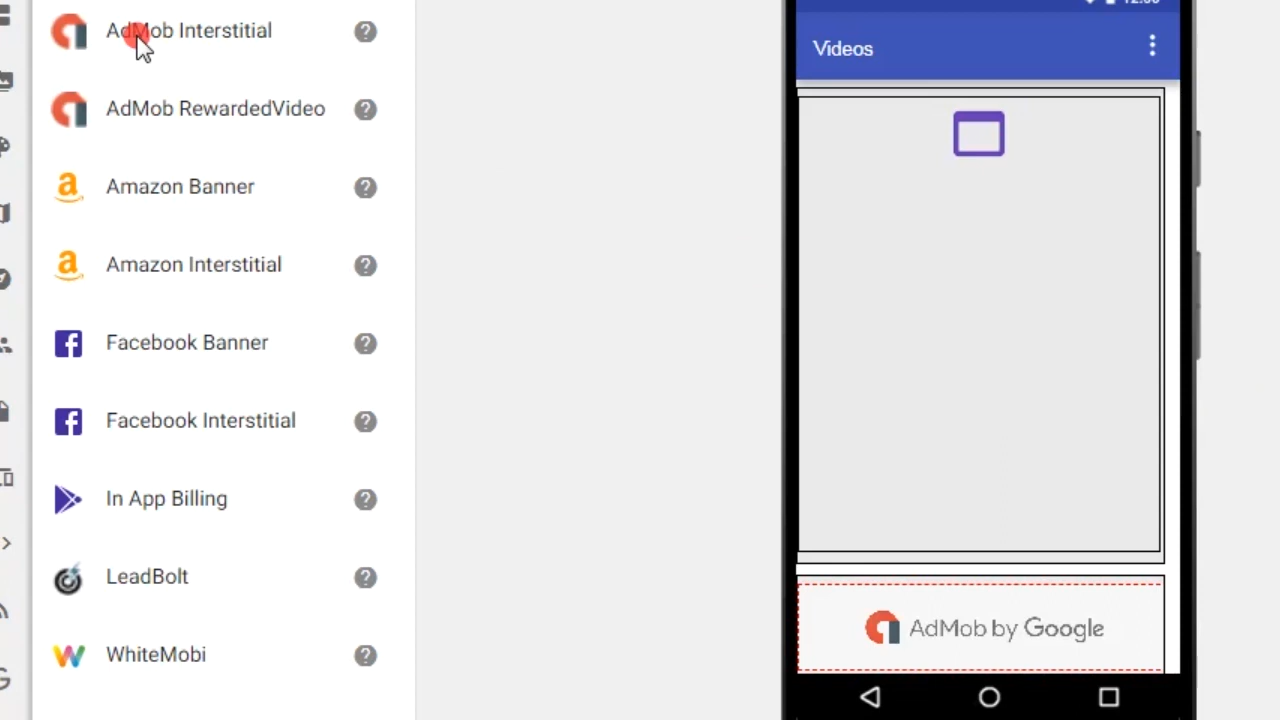 AdMob Interstitial
AdMob RewardedVideo
Amazon Banner
Amazon Interstitial
Facebook Banner
Facebook Interstitial
In App Billing
LeadBolt
WhiteMobi
Videos
AdMob by Google